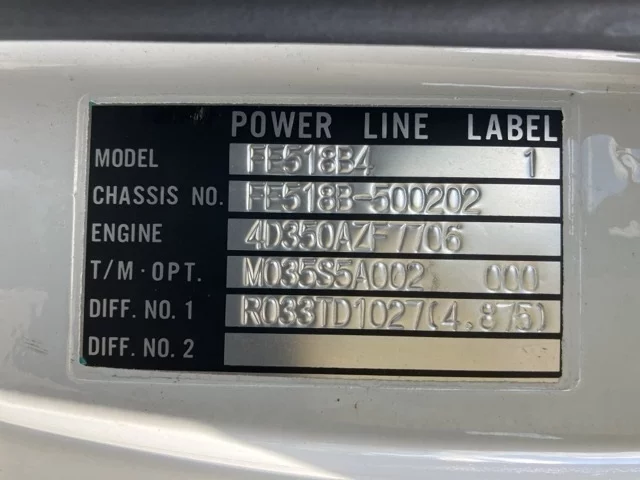 POWER LINE LABEL
MODEL FE518B4 1
CHASSIS NO. FE518B-500202
ENGINE 4D350AZF7706
T/M·OPT. M035S5A002 000
DIFF. NO. 1 R033TD1027(4.875)
DIFF. NO. 2